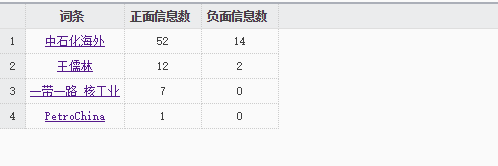 词条 正面信息数 负面信息数
1 中石化海外 52 14
2 王儒林 12 2
3 一带一路 核工业 7 0
4 PetroChina 1 0